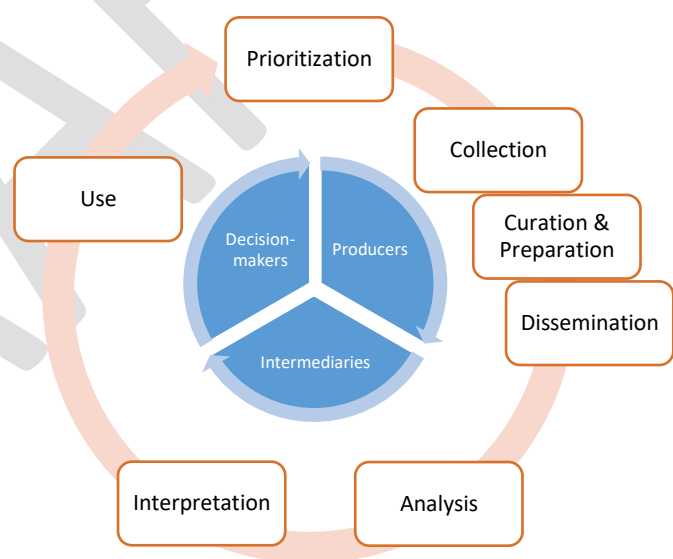 Prioritization
Collection
Curation &
Preparation
Dissemination
Analysis
Interpretation
Use
Decision-
makers
Producers
Intermediaries